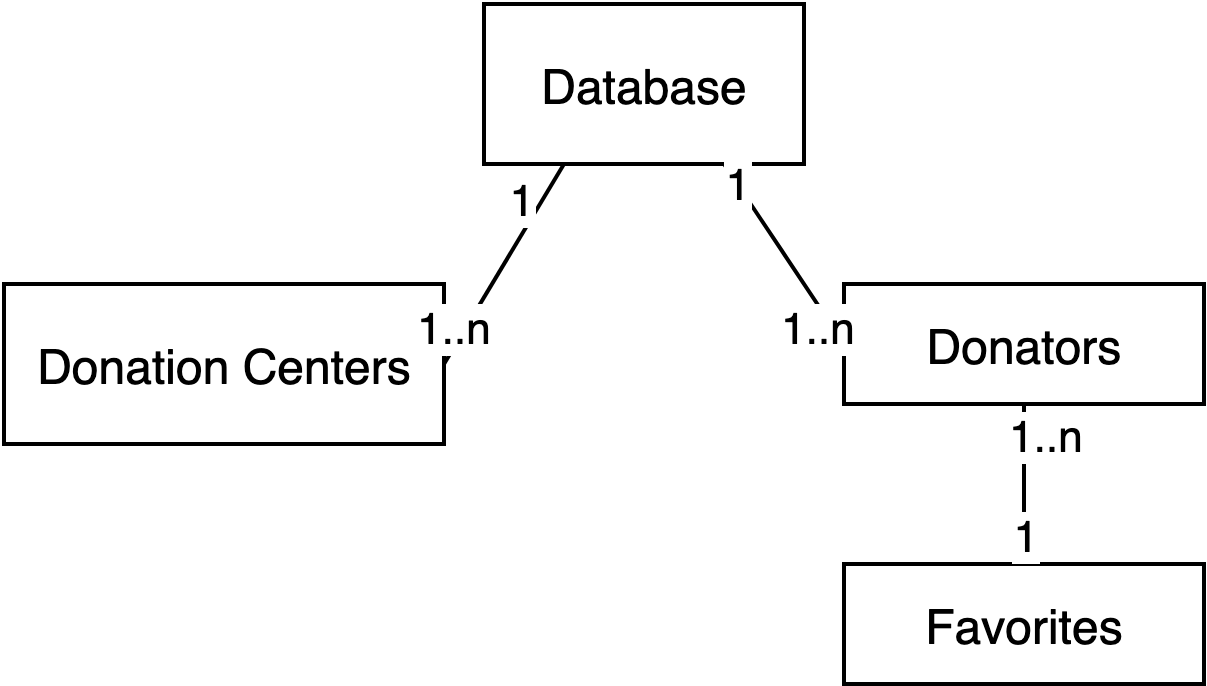 Database
1
1
1..n
1..n
Donation Centers
Donators
1..n
1
Favorites